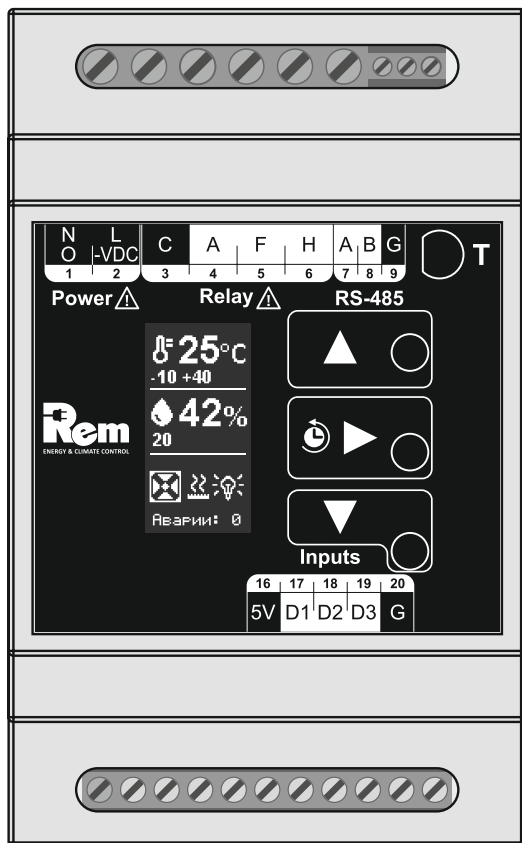 N L C A F H A B G
O -VDC
1 2 3 4 5 6 7 8 9
T
Power Relay RS-485
25°C
-10 +40
42%
20
Rem
ENERGY & CLIMATE CONTROL
Аварии: 0
Inputs
16 17 18 19 20
5V D1 D2 D3 G